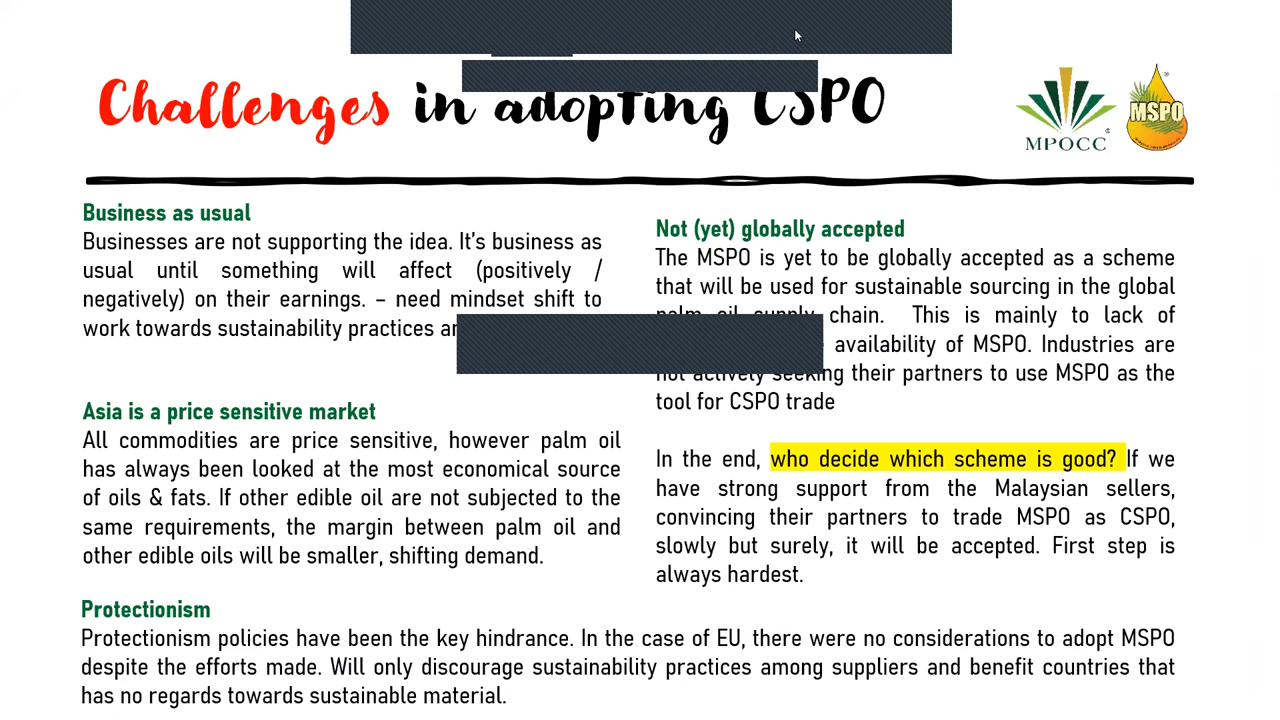 Challenges in adopting CSPO
MPOCC
MSPO
Business as usual
Businesses are not supporting the idea. It's business as
usual until something will affect (positively /
negatively) on their earnings. – need mindset shift to
work towards sustainability practices
Asia is a price sensitive market
All commodities are price sensitive, however palm oil
has always been looked at the most economical source
of oils & fats. If other edible oil are not subjected to the
same requirements, the margin between palm oil and
other edible oils will be smaller, shifting demand.
Not (yet) globally accepted
The MSPO is yet to be globally accepted as a scheme
that will be used for sustainable sourcing in the global
palm oil supply chain. This is mainly to lack of
availability of MSPO. Industries are
not actively seeking their partners to use MSPO as the
tool for CSPO trade
In the end, who decide which scheme is good? If we
have strong support from the Malaysian sellers,
convincing their partners to trade MSPO as CSPO,
slowly but surely, it will be accepted. First step is
always hardest.
Protectionism
Protectionism policies have been the key hindrance. In the case of EU, there were no considerations to adopt MSPO
despite the efforts made. Will only discourage sustainability practices among suppliers and benefit countries that
has no regards towards sustainable material.